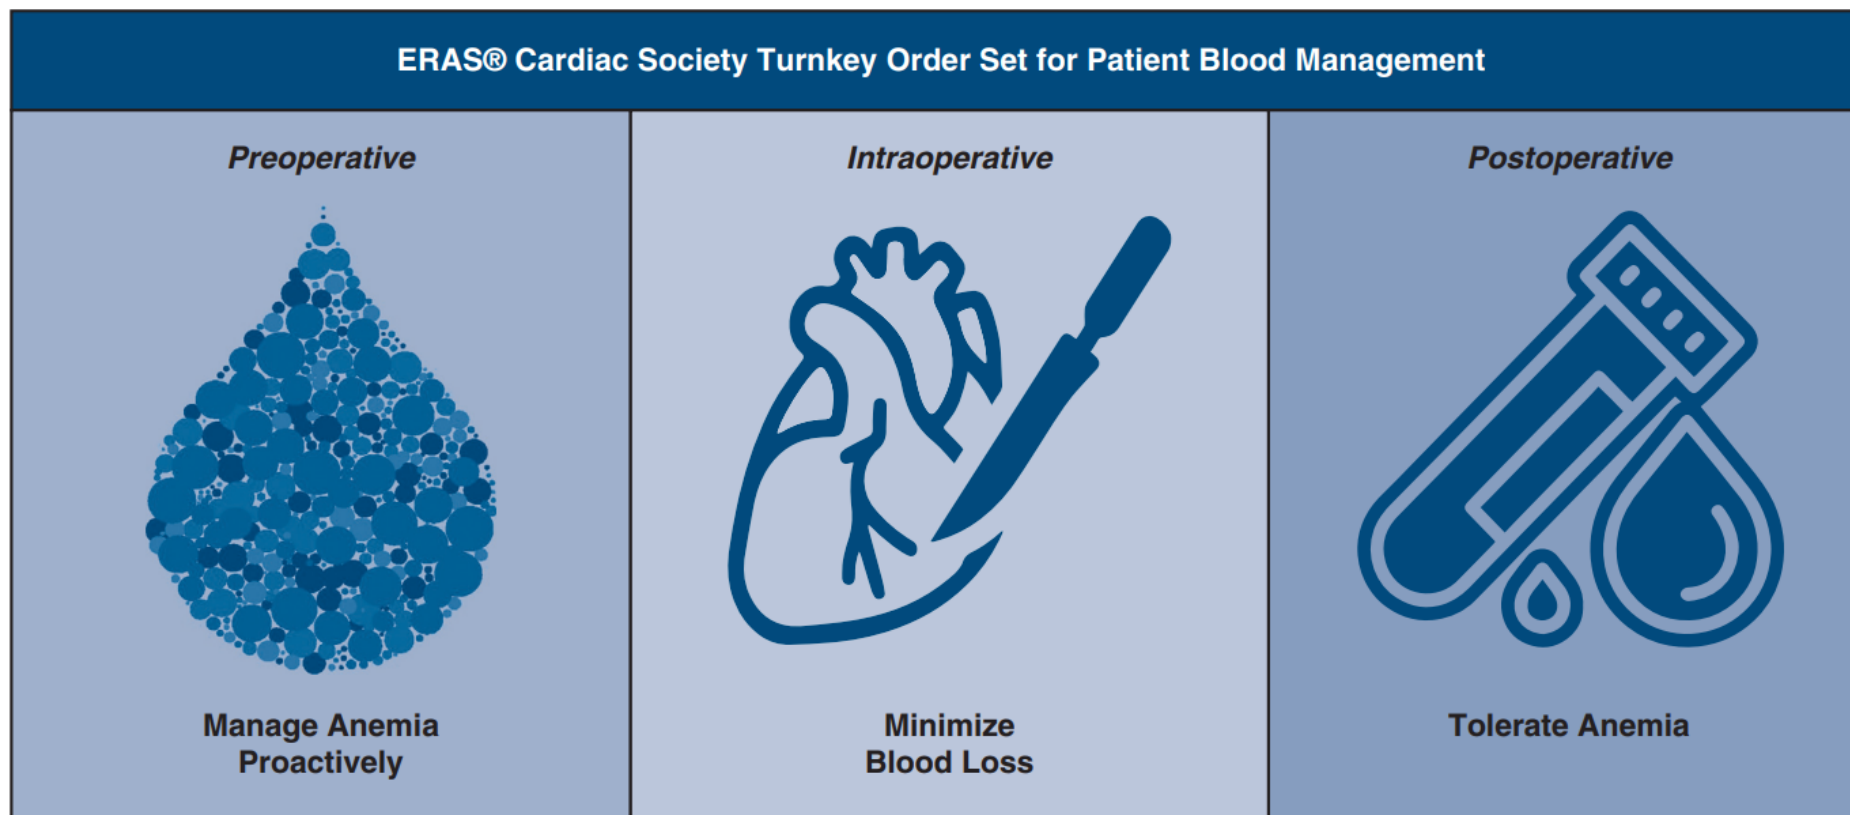 ERAS® Cardiac Society Turnkey Order Set for Patient Blood Management
Preoperative
Manage Anemia
Proactively
Intraoperative
Minimize
Blood Loss
Postoperative
Tolerate Anemia